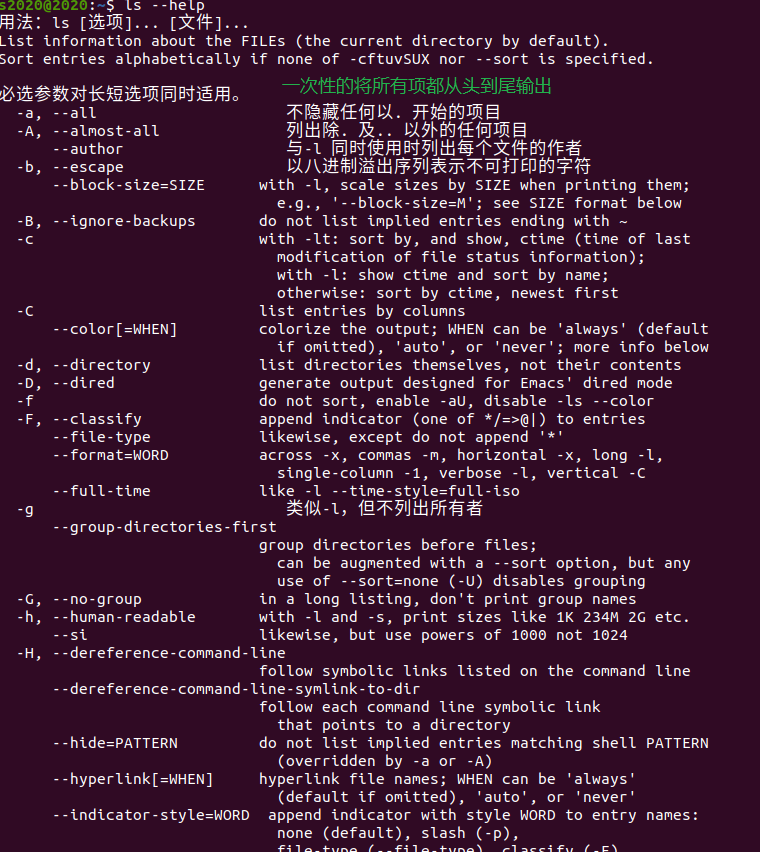 s2020@2020:~$ ls --help
用法：ls [选项]... [文件]...
List information about the FILEs (the current directory by default).
Sort entries alphabetically if none of -cftuvSUX nor --sort is specified.
一次性的将所有项都从头到尾输出
必选参数对长短选项同时适用。
-a, --all 不隐藏任何以. 开始的项目
-A, --almost-all 列出除. 及.. 以外的任何项目
--author 与-l 同时使用时列出每个文件的作者
-b, --escape 以八进制溢出序列表示不可打印的字符
--block-size=SIZE with -l, scale sizes by SIZE when printing them;
e.g., '--block-size=M'; see SIZE format below
-B, --ignore-backups do not list implied entries ending with ~
-c with -lt: sort by, and show, ctime (time of last
modification of file status information);
with -l: show ctime and sort by name;
otherwise: sort by ctime, newest first
-C list entries by columns
--color[=WHEN] colorize the output; WHEN can be 'always' (default
if omitted), 'auto', or 'never'; more info below
-d, --directory list directories themselves, not their contents
-D, --dired generate output designed for Emacs' dired mode
-f do not sort, enable -aU, disable -ls --color
-F, --classify append indicator (one of */=>@|) to entries
--file-type likewise, except do not append '*'
--format=WORD across -x, commas -m, horizontal -x, long -l,
single-column -1, verbose -l, vertical -C
--full-time like -l --time-style=full-iso
-g 类似-l，但不列出所有者
--group-directories-first
group directories before files;
can be augmented with a --sort option, but any
use of --sort=none (-U) disables grouping
-G, --no-group in a long listing, don't print group names
-h, --human-readable with -l and -s, print sizes like 1K 234M 2G etc.
--si likewise, but use powers of 1000 not 1024
-H, --dereference-command-line
follow symbolic links listed on the command line
--dereference-command-line-symlink-to-dir
follow each command line symbolic link
that points to a directory
--hide=PATTERN do not list implied entries matching shell PATTERN
(overridden by -a or -A)
--hyperlink[=WHEN] hyperlink file names; WHEN can be 'always'
(default if omitted), 'auto', or 'never'
--indicator-style=WORD append indicator with style WORD to entry names:
none (default), slash (-p),
file-type (--file-type), classify (-F)